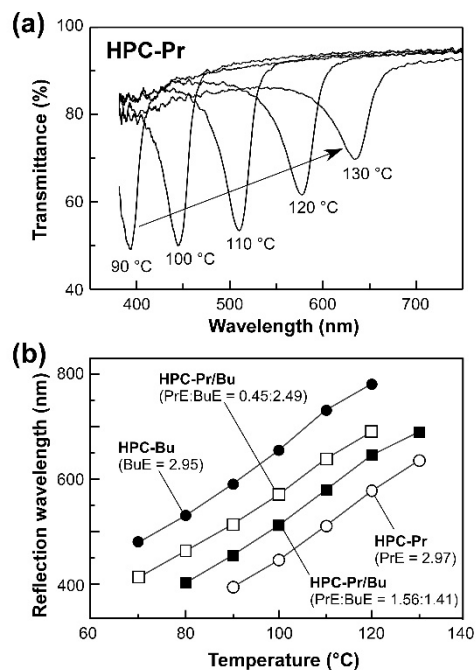 (a)
HPC-Pr
Transmittance (%)
100
80
60
40
90 °C
100 °C
110 °C
120 °C
130 °C
400
500
600
700
Wavelength (nm)
(b)
Reflection wavelength (nm)
800
600
400
HPC-Pr/Bu
(PrE:BuE = 0.45:2.49)
HPC-Bu
(BuE = 2.95)
HPC-Pr
(PrE = 2.97)
HPC-Pr/Bu
(PrE:BuE = 1.56:1.41)
60
80
100
120
140
Temperature (°C)